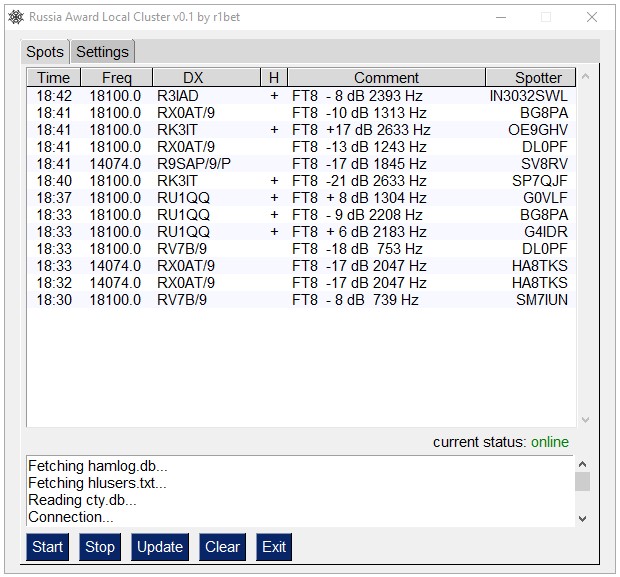 Russia Award Local Cluster v0.1 by r1bet
Spots Settings
Time Freq DX H Comment Spotter
18:42 18100.0 R3IAD + FT8 - 8 dB 2393 Hz IN3032SWL
18:41 18100.0 RX0AT/9 FT8 -10 dB 1313 Hz BG8PA
18:41 18100.0 RK3IT + FT8 +17 dB 2633 Hz OE9GHV
18:41 18100.0 RX0AT/9 FT8 -13 dB 1243 Hz DL0PF
18:41 14074.0 R9SAP/9/P FT8 -17 dB 1845 Hz SV8RV
18:40 18100.0 RK3IT + FT8 -21 dB 2633 Hz SP7QJF
18:37 18100.0 RU1QQ + FT8 + 8 dB 1304 Hz G0VLF
18:33 18100.0 RU1QQ + FT8 - 9 dB 2208 Hz BG8PA
18:33 18100.0 RU1QQ + FT8 + 6 dB 2183 Hz G4IDR
18:33 18100.0 RV7B/9 FT8 -18 dB 753 Hz DL0PF
18:33 14074.0 RX0AT/9 FT8 -17 dB 2047 Hz HA8TKS
18:32 14074.0 RX0AT/9 FT8 -17 dB 2047 Hz HA8TKS
18:30 18100.0 RV7B/9 FT8 - 8 dB 739 Hz SM7IUN
current status: online
Fetching hamlog.db...
Fetching hlusers.txt...
Reading cty.db...
Connection...
Start Stop Update Clear Exit